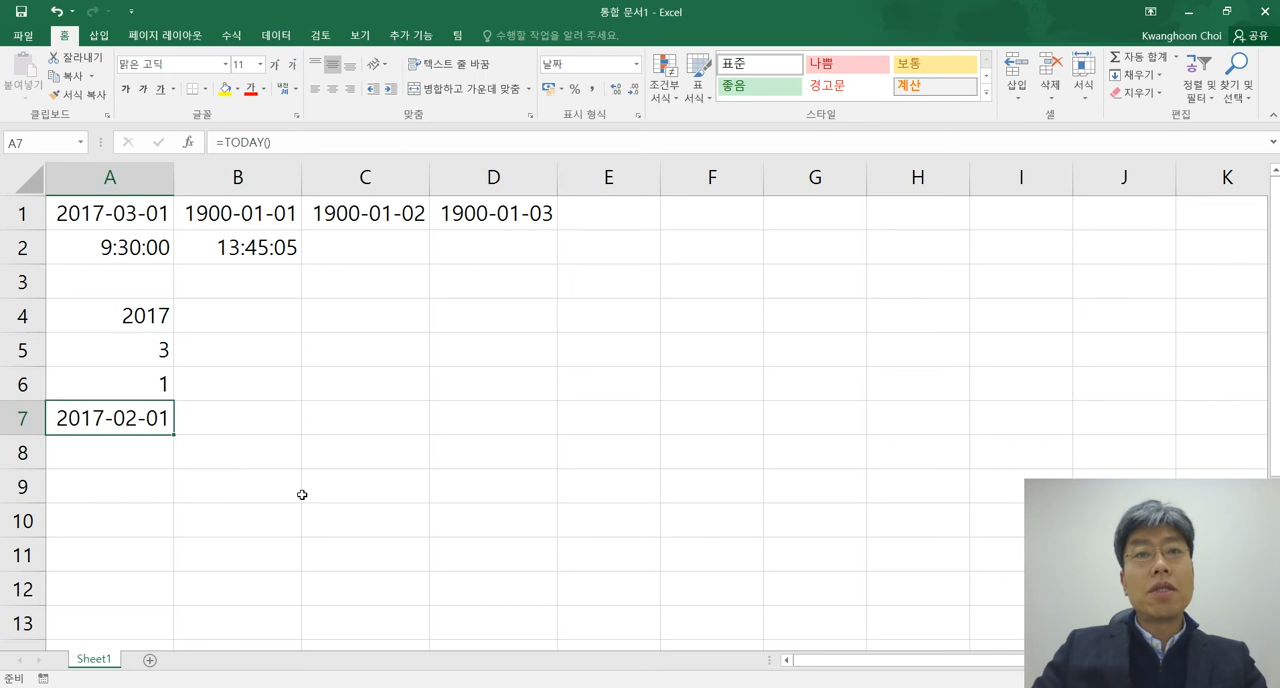 통합 문서1 - Excel
파일 홈 삽입 페이지 레이아웃 수식 데이터 검토 보기 추가 기능 팀 수행할 작업을 알려 주세요. Kwanghoon Choi 공유
붙여넣기
잘라내기
복사
서식 복사
클립보드
맑은 고딕 11
가 가
가 가 가 가
글꼴
텍스트 줄
병합하고 가운데 맞춤
맞춤
날짜
%
표시 형식
조건부 서식
표 서식
표준 나쁨 보통
좋음 경고문 계산
스타일
삽입 삭제 서식
셀
자동 합계
채우기
지우기
정렬 및 필터
찾기 및 선택
편집
A7 fx =TODAY()
A B C D E F G H I J K
1 2017-03-01 1900-01-01 1900-01-02 1900-01-03
2 9:30:00 13:45:05
3
4 2017
5 3
6 1
7 2017-02-01
8
9
10
11
12
13
Sheet1
준비